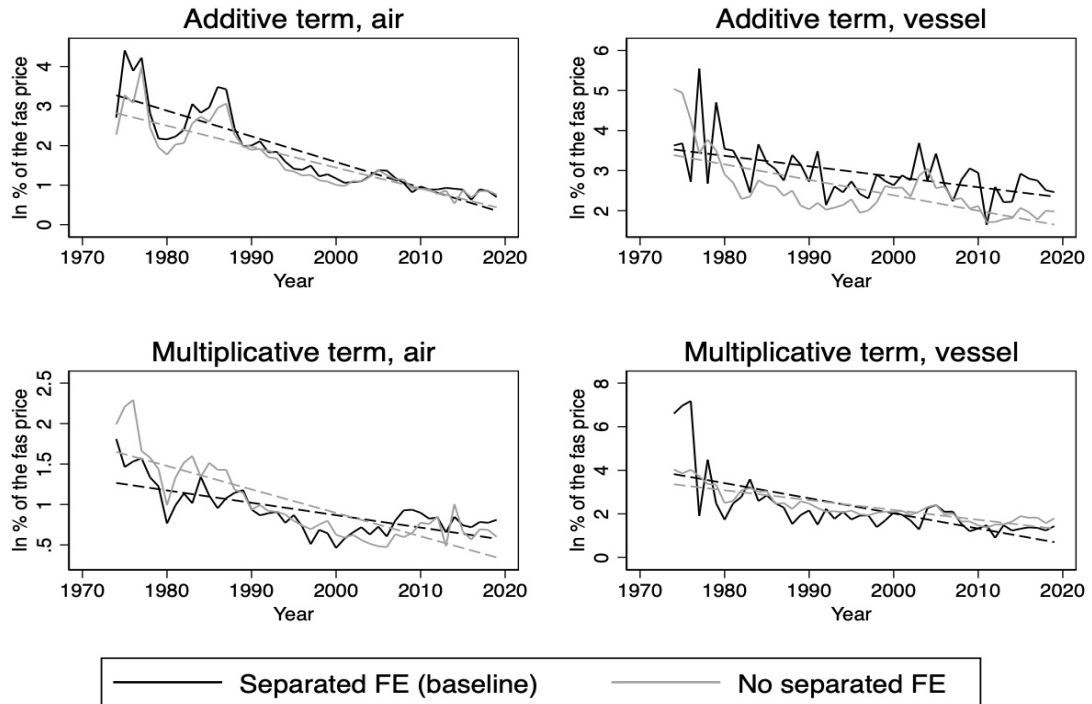 Additive term, air
In % of the fas price
4
3
2
1
0
1970 1980 1990 2000 2010 2020
Year
Additive term, vessel
In % of the fas price
6
5
4
3
2
1970 1980 1990 2000 2010 2020
Year
Multiplicative term, air
In % of the fas price
2.5
2
1.5
1
.5
1970 1980 1990 2000 2010 2020
Year
Multiplicative term, vessel
In % of the fas price
8
6
4
2
0
1970 1980 1990 2000 2010 2020
Year
Separated FE (baseline) No separated FE